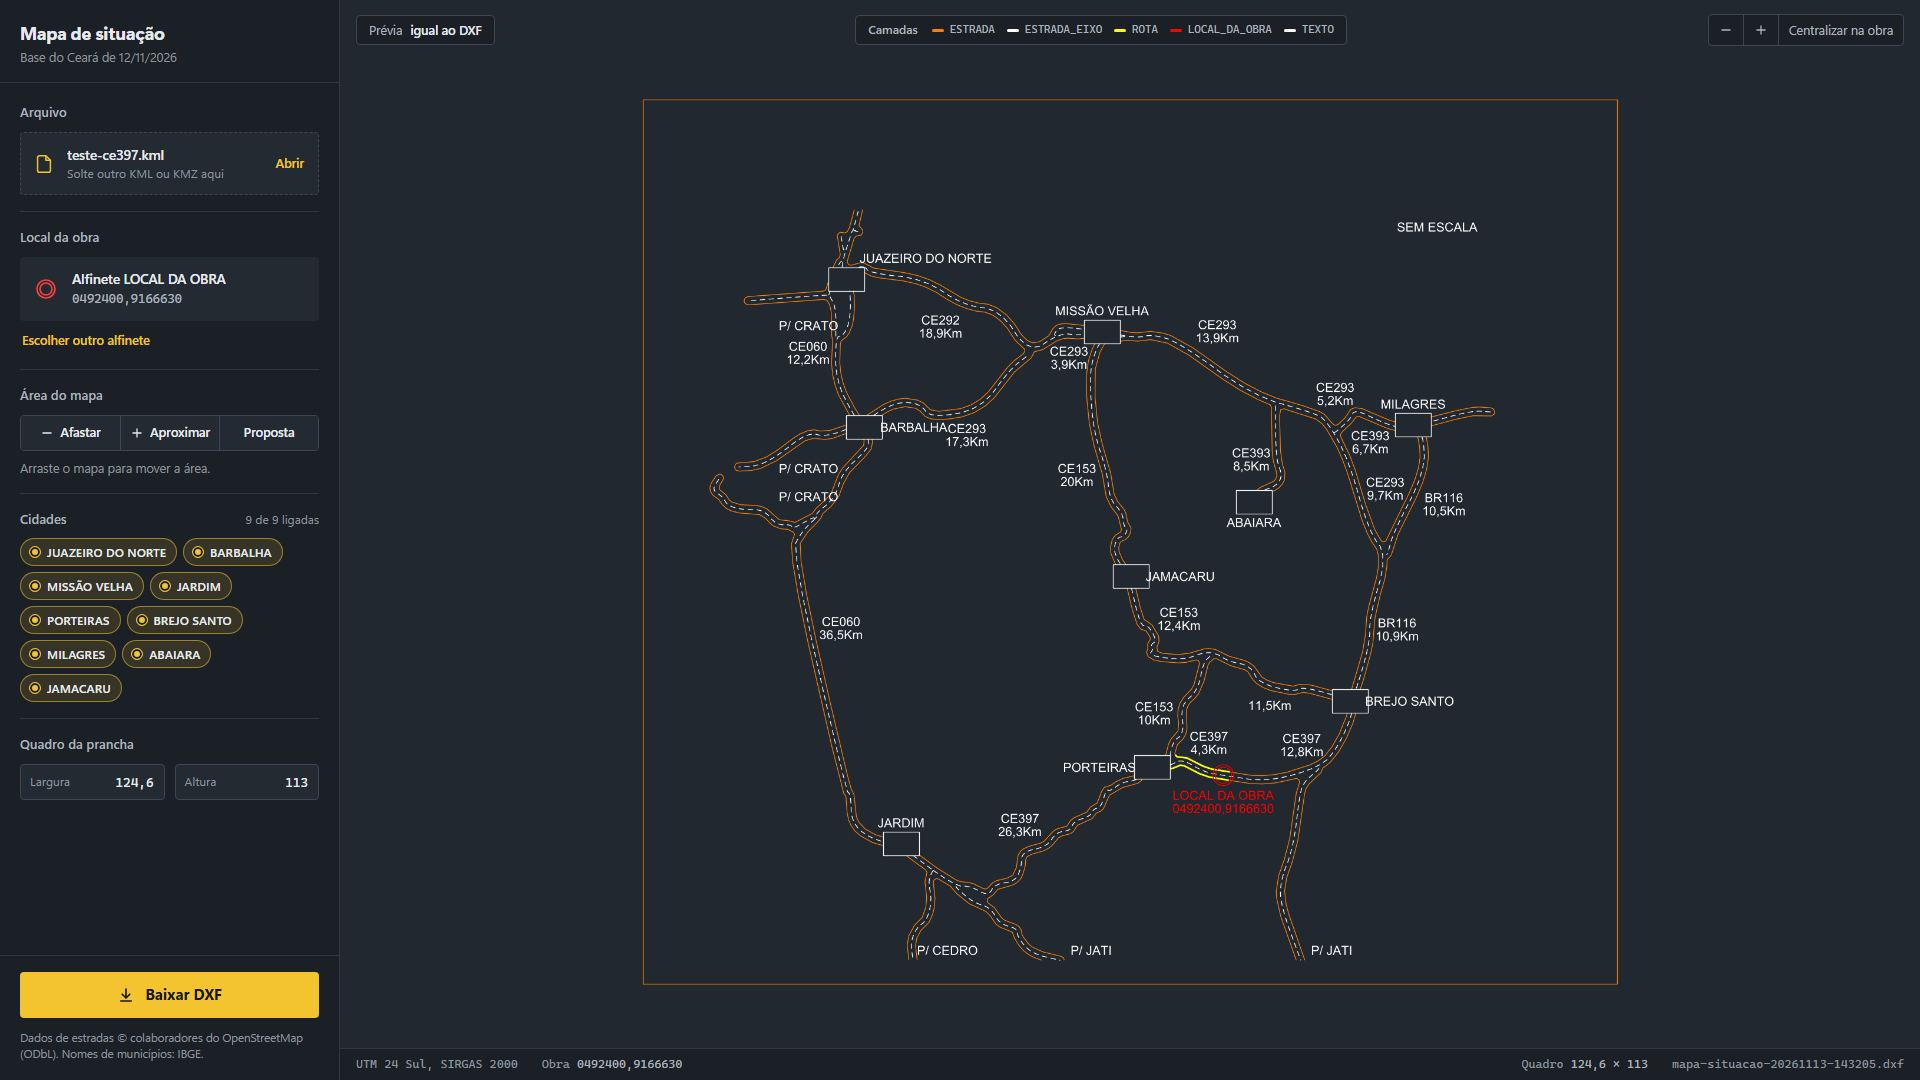 Mapa de situação
Base do Ceará de 12/11/2026
Arquivo
teste-ce397.kml
Solte outro KML ou KMZ aqui
Abrir
Local da obra
Alfinete LOCAL DA OBRA
0492400,9166630
Escolher outro alfinete
Área do mapa
− Afastar
+ Aproximar
Proposta
Arraste o mapa para mover a área.
Cidades
9 de 9 ligadas
JUAZEIRO DO NORTE
BARBALHA
MISSÃO VELHA
JARDIM
PORTEIRAS
BREJO SANTO
MILAGRES
ABAIARA
JAMACARU
Quadro da prancha
Largura 124,6
Altura 113
Baixar DXF
Dados de estradas © colaboradores do OpenStreetMap
(ODbL). Nomes de municípios: IBGE.
Prévia igual ao DXF
Camadas ESTRADA ESTRADA_EIXO ROTA LOCAL_DA_OBRA TEXTO
− + Centralizar na obra
SEM ESCALA
JUAZEIRO DO NORTE
MISSÃO VELHA
P/ CRATO
CE292
18,9Km
CE293
13,9Km
CE060
12,2Km
CE293
3,9Km
CE293
5,2Km
MILAGRES
BARBALHA
CE293
17,3Km
CE393
6,7Km
P/ CRATO
CE153
20Km
CE393
8,5Km
P/ CRATO
CE293
9,7Km
BR116
10,5Km
ABAIARA
JAMACARU
CE060
36,5Km
CE153
12,4Km
BR116
10,9Km
CE153
10Km
11,5Km
BREJO SANTO
CE397
4,3Km
CE397
12,8Km
PORTEIRAS
LOCAL DA OBRA
0492400,9166630
JARDIM
CE397
26,3Km
P/ CEDRO
P/ JATI
P/ JATI
UTM 24 Sul, SIRGAS 2000
Obra 0492400,9166630
Quadro 124,6 × 113
mapa-situacao-20261113-143205.dxf